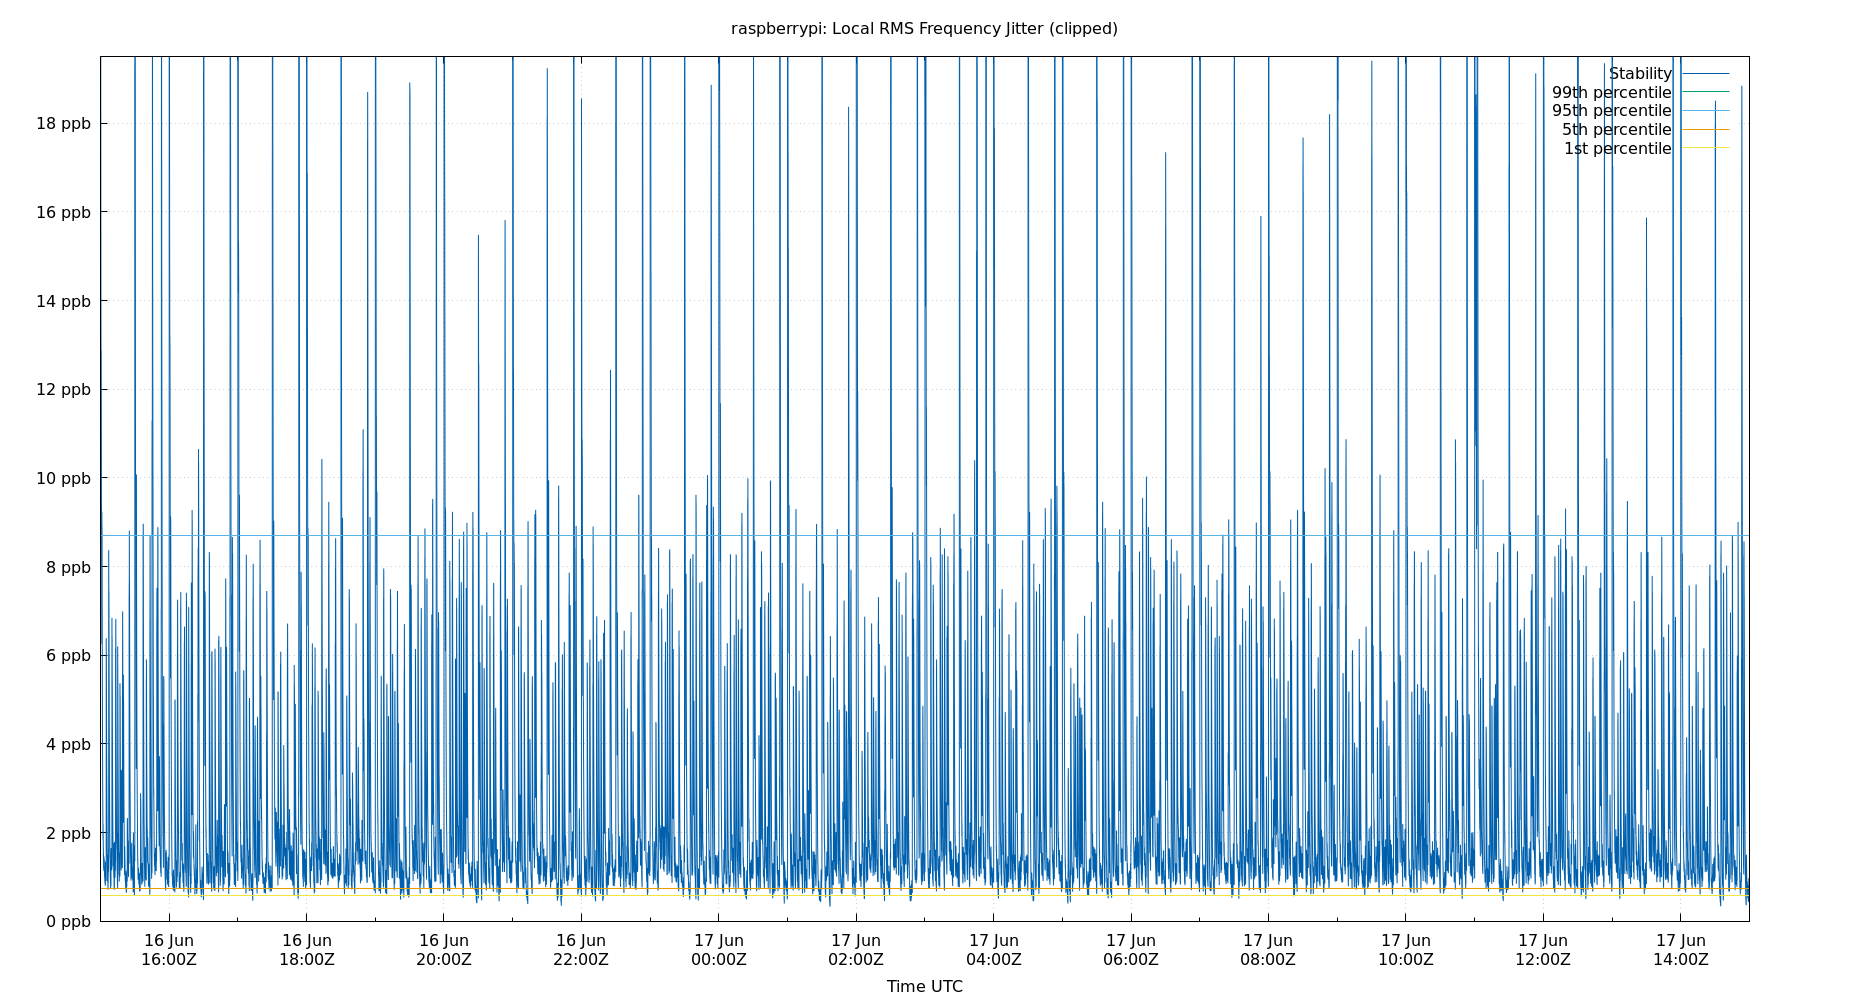 raspberrypi: Local RMS Frequency Jitter (clipped)
Stability
99th percentile
95th percentile
5th percentile
1st percentile
18 ppb
16 ppb
14 ppb
12 ppb
10 ppb
8 ppb
6 ppb
4 ppb
2 ppb
0 ppb
16 Jun 16 Jun 16 Jun 16 Jun 17 Jun 17 Jun 17 Jun 17 Jun 17 Jun 17 Jun 17 Jun 17 Jun
16:00Z 18:00Z 20:00Z 22:00Z 00:00Z 02:00Z 04:00Z 06:00Z 08:00Z 10:00Z 12:00Z 14:00Z
Time UTC